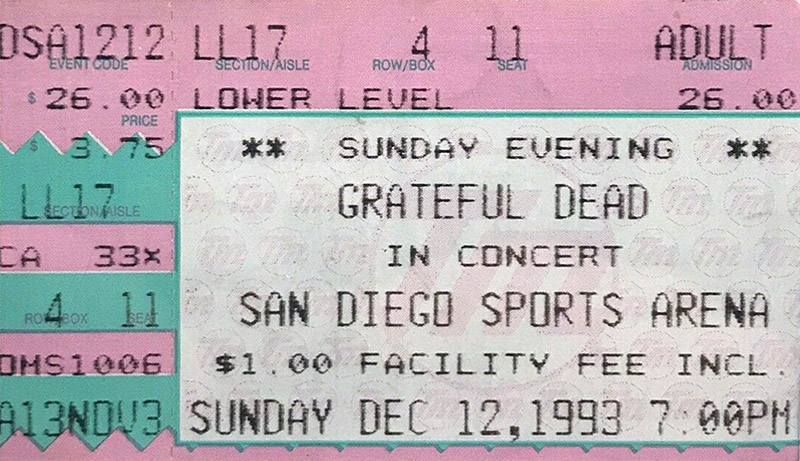 DSA1212 LL17 4 11 ADULT
EVENT CODE SECTION/AISLE ROW/BOX SEAT ADMISSION
$ 26.00 LOWER LEVEL 26.00
PRICE
$ 3.75 ** SUNDAY EVENING **
LL17 GRATEFUL DEAD
SECTION/AISLE
CA 33X IN CONCERT
4 11 SAN DIEGO SPORTS ARENA
ROW/BOX SEAT
OMS1006 $1.00 FACILITY FEE INCL.
A13NOV3 SUNDAY DEC 12,1993 7:00PM